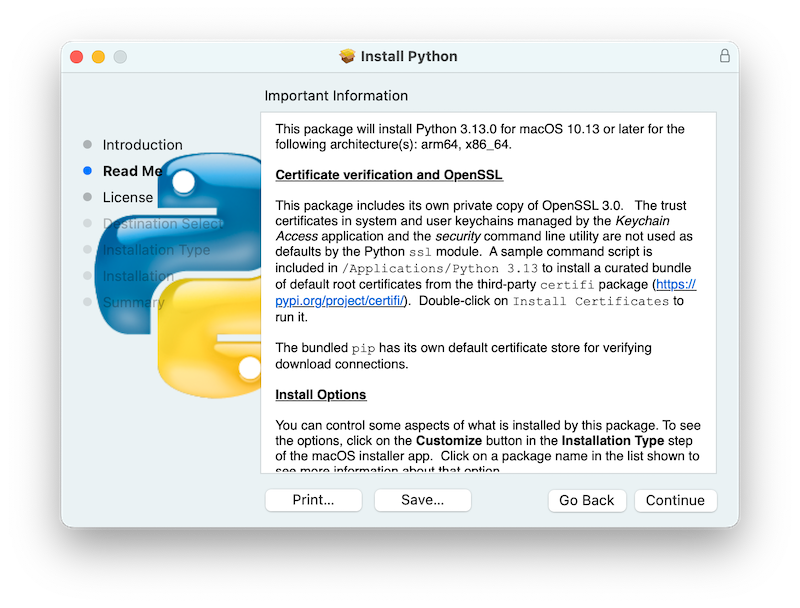 Install Python
Important Information
Introduction
Read Me
License
Destination Select
Installation Type
Installation
Summary
This package will install Python 3.13.0 for macOS 10.13 or later for the
following architecture(s): arm64, x86_64.
Certificate verification and OpenSSL
This package includes its own private copy of OpenSSL 3.0.   The trust
certificates in system and user keychains managed by the Keychain
Access application and the security command line utility are not used as
defaults by the Python ssl module.  A sample command script is
included in /Applications/Python 3.13 to install a curated bundle
of default root certificates from the third-party certifi package (https://
pypi.org/project/certifi/).  Double-click on Install Certificates to
run it.
The bundled pip has its own default certificate store for verifying
download connections.
Install Options
You can control some aspects of what is installed by this package. To see
the options, click on the Customize button in the Installation Type step
of the macOS installer app.  Click on a package name in the list shown to
see more information about that option
Print...
Save...
Go Back
Continue